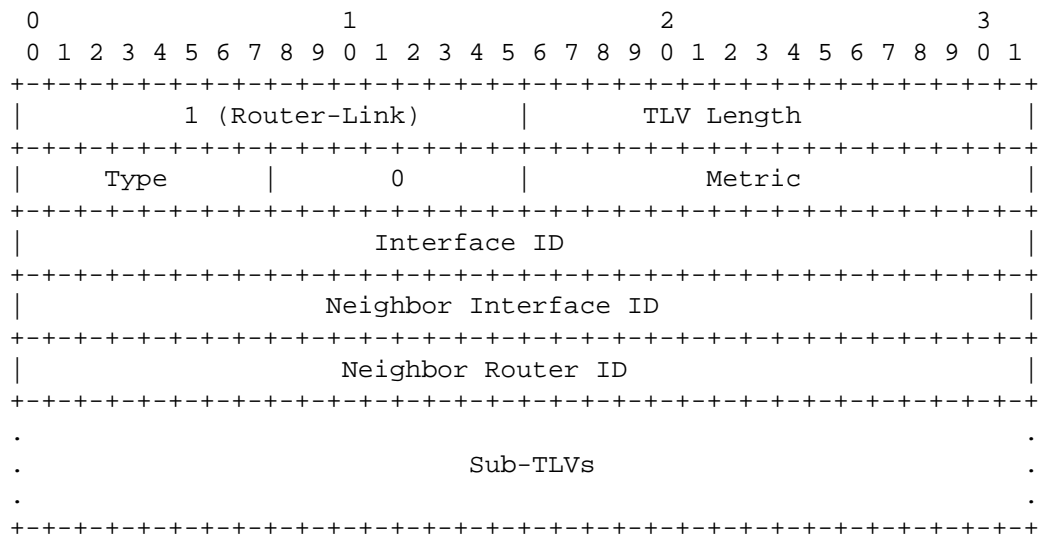 0                   1                   2                   3
 0 1 2 3 4 5 6 7 8 9 0 1 2 3 4 5 6 7 8 9 0 1 2 3 4 5 6 7 8 9 0 1
+-+-+-+-+-+-+-+-+-+-+-+-+-+-+-+-+-+-+-+-+-+-+-+-+-+-+-+-+-+-+-+-+
|          1 (Router-Link)      |       TLV Length              |
+-+-+-+-+-+-+-+-+-+-+-+-+-+-+-+-+-+-+-+-+-+-+-+-+-+-+-+-+-+-+-+-+
|     Type      |       0       |           Metric              |
+-+-+-+-+-+-+-+-+-+-+-+-+-+-+-+-+-+-+-+-+-+-+-+-+-+-+-+-+-+-+-+-+
|                      Interface ID                             |
+-+-+-+-+-+-+-+-+-+-+-+-+-+-+-+-+-+-+-+-+-+-+-+-+-+-+-+-+-+-+-+-+
|                   Neighbor Interface ID                       |
+-+-+-+-+-+-+-+-+-+-+-+-+-+-+-+-+-+-+-+-+-+-+-+-+-+-+-+-+-+-+-+-+
|                    Neighbor Router ID                         |
+-+-+-+-+-+-+-+-+-+-+-+-+-+-+-+-+-+-+-+-+-+-+-+-+-+-+-+-+-+-+-+-+
.                                                               .
.                            Sub-TLVs                           .
.                                                               .
+-+-+-+-+-+-+-+-+-+-+-+-+-+-+-+-+-+-+-+-+-+-+-+-+-+-+-+-+-+-+-+-+